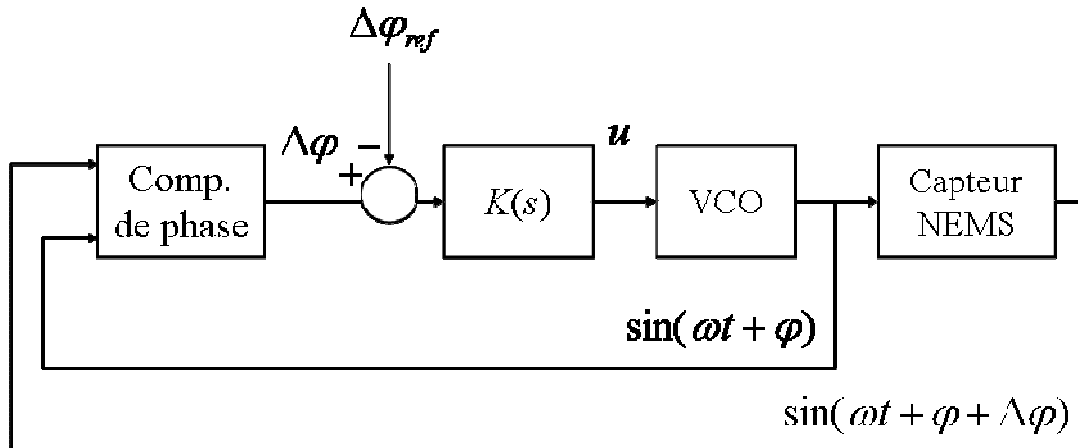 Δφref
Λφ
−
+
u
Comp.
de phase
K(s)
VCO
Capteur
NEMS
sin(ωt + φ)
sin(ωt + φ + Λφ)